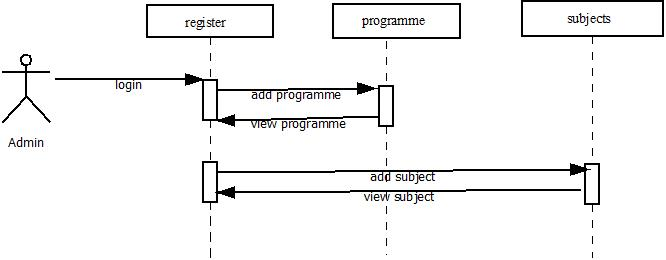 register
programme
subjects
login
add programme
view programme
Admin
add subject
view subject